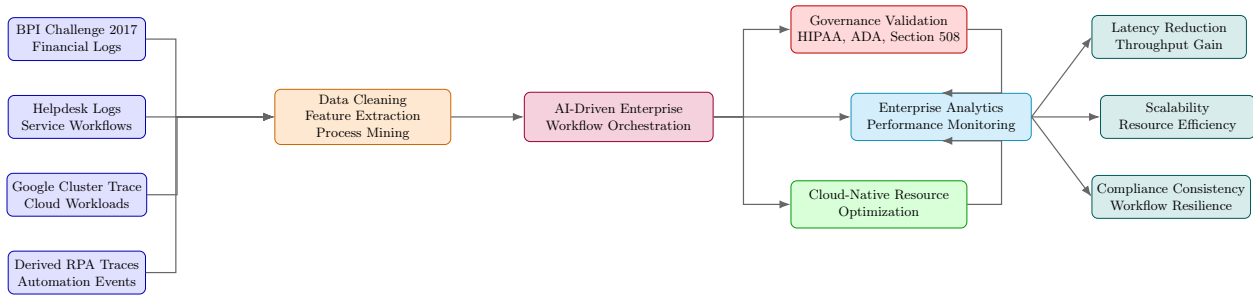 BPI Challenge 2017
Financial Logs
Helpdesk Logs
Service Workflows
Google Cluster Trace
Cloud Workloads
Derived RPA Traces
Automation Events
Data Cleaning
Feature Extraction
Process Mining
AI-Driven Enterprise
Workflow Orchestration
Governance Validation
HIPAA, ADA, Section 508
Enterprise Analytics
Performance Monitoring
Cloud-Native Resource
Optimization
Latency Reduction
Throughput Gain
Scalability
Resource Efficiency
Compliance Consistency
Workflow Resilience